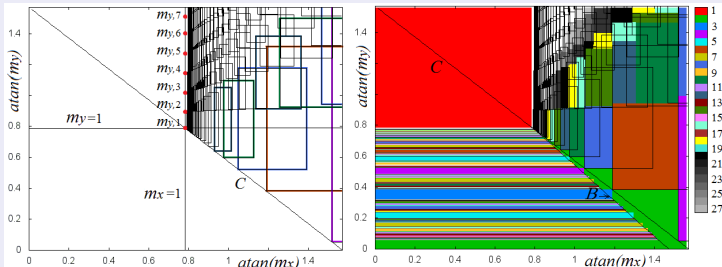 1.4
1.2
1
0.8
0.6
0.4
0.2
0
atan(my)
my,7
my,6
my,5
my,4
my,3
my,2
my,1
my=1
mx=1
C
0 0.2 0.4 0.6 0.8 1 1.4
atan(mx)
1.4
1.2
1
0.8
0.6
0.4
0.2
0
atan(my)
C
B
0 0.2 0.4 0.6 0.8 1 1.4
atan(mx)
1
3
5
7
9
11
13
15
17
19
21
23
25
27